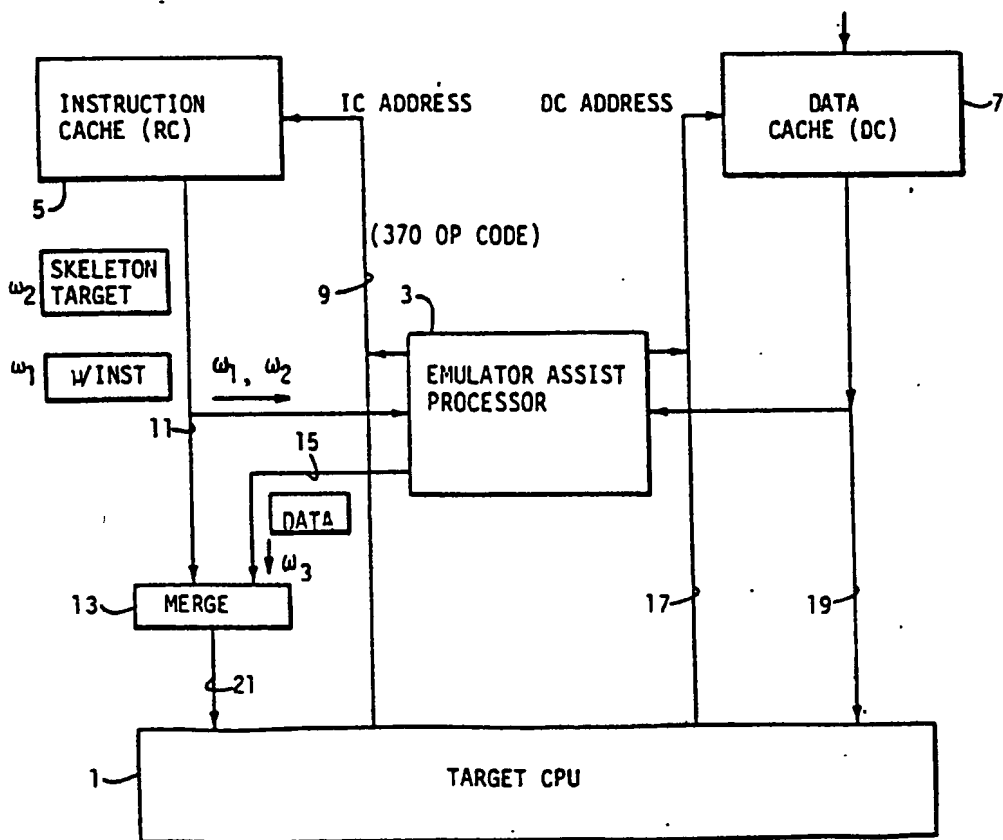 INSTRUCTION
CACHE (RC)
5
IC ADDRESS
DC ADDRESS
DATA
CACHE (DC)
7
(370 OP CODE)
9
ω2
SKELETON
TARGET
ω1
μ/INST
ω1, ω2
11
3
EMULATOR ASSIST
PROCESSOR
15
DATA
ω3
13
MERGE
17
19
21
1
TARGET CPU